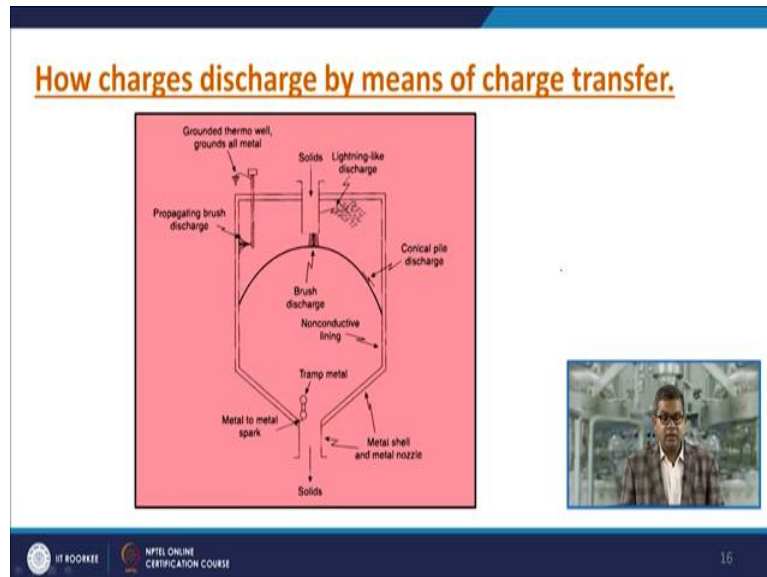 How charges discharge by means of charge transfer.
Grounded thermo well,
grounds all metal
Solids
Lightning-like
discharge
Propagating brush
discharge
Conical pile
discharge
Brush
discharge
Nonconductive
lining
Tramp metal
Metal to metal
spark
Metal shell
and metal nozzle
Solids
IIT ROORKEE
NPTEL ONLINE
CERTIFICATION COURSE
16